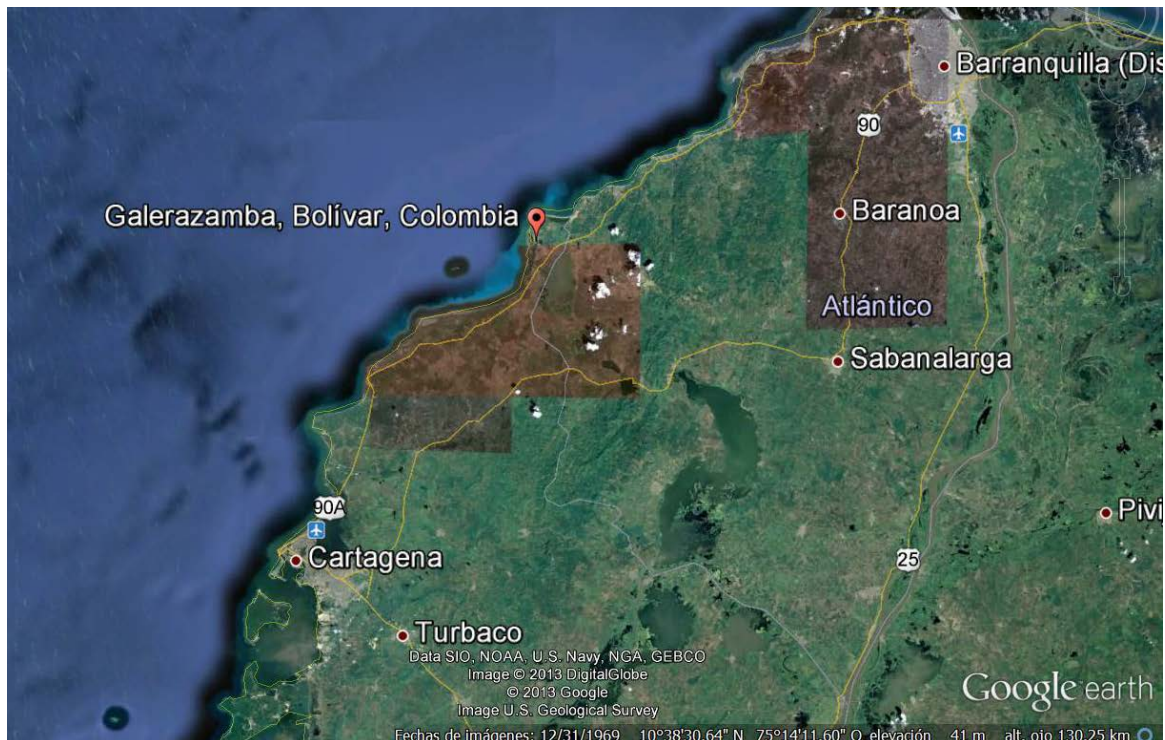 Barranquilla (Dis
90
Galerazamba, Bolívar, Colombia
Baranoa
Atlántico
Sabanalarga
90A
Pivi
Cartagena
25
Turbaco
Data SIO, NOAA, U.S. Navy, NGA, GEBCO
Image © 2013 DigitalGlobe
© 2013 Google
Image U.S. Geological Survey
Google earth
Fechas de imágenes: 12/31/1969 10°38'30.64" N 75°14'11.60" O elevación 41 m alt. ojo 130.25 km